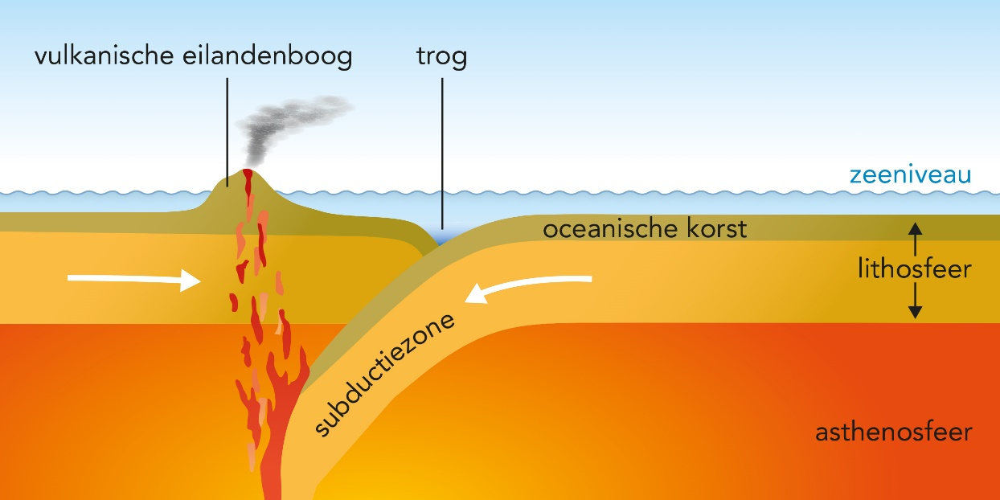 vulkanische eilandenboog
trog
zeeniveau
oceanische korst
lithosfeer
subductiezone
asthenosfeer